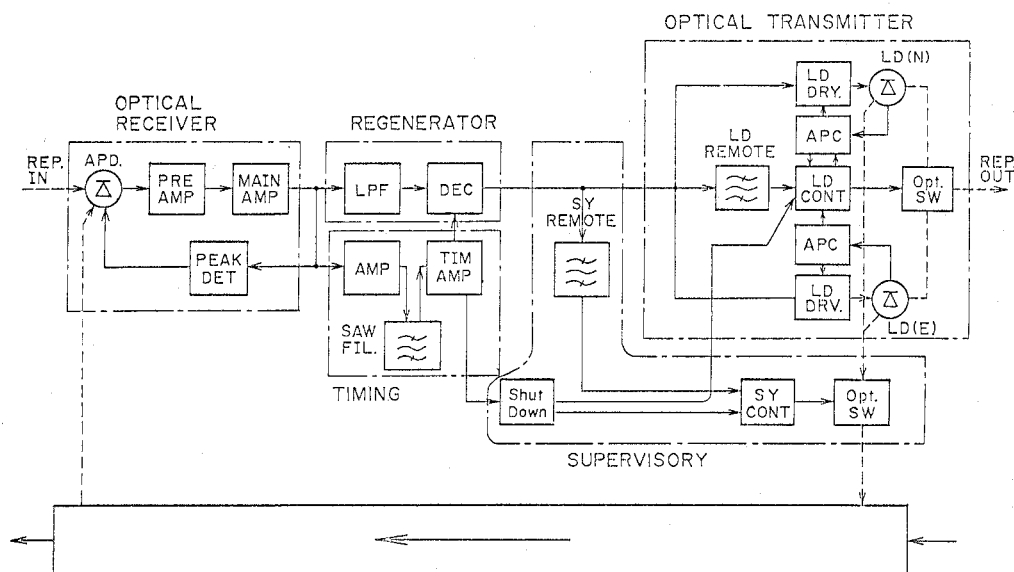 OPTICAL TRANSMITTER
LD(N)
LD
DRY.
OPTICAL
RECEIVER
REGENERATOR
APC
LD
REMOTE
REP.
IN
APD.
PRE
AMP
MAIN
AMP
LPF
DEC
LD
CONT
Opt.
SW
REP.
OUT
SY
REMOTE
PEAK
DET
AMP
TIM
AMP
APC
LD
DRV.
LD(E)
SAW
FIL.
TIMING
Shut
Down
SY
CONT
Opt.
SW
SUPERVISORY